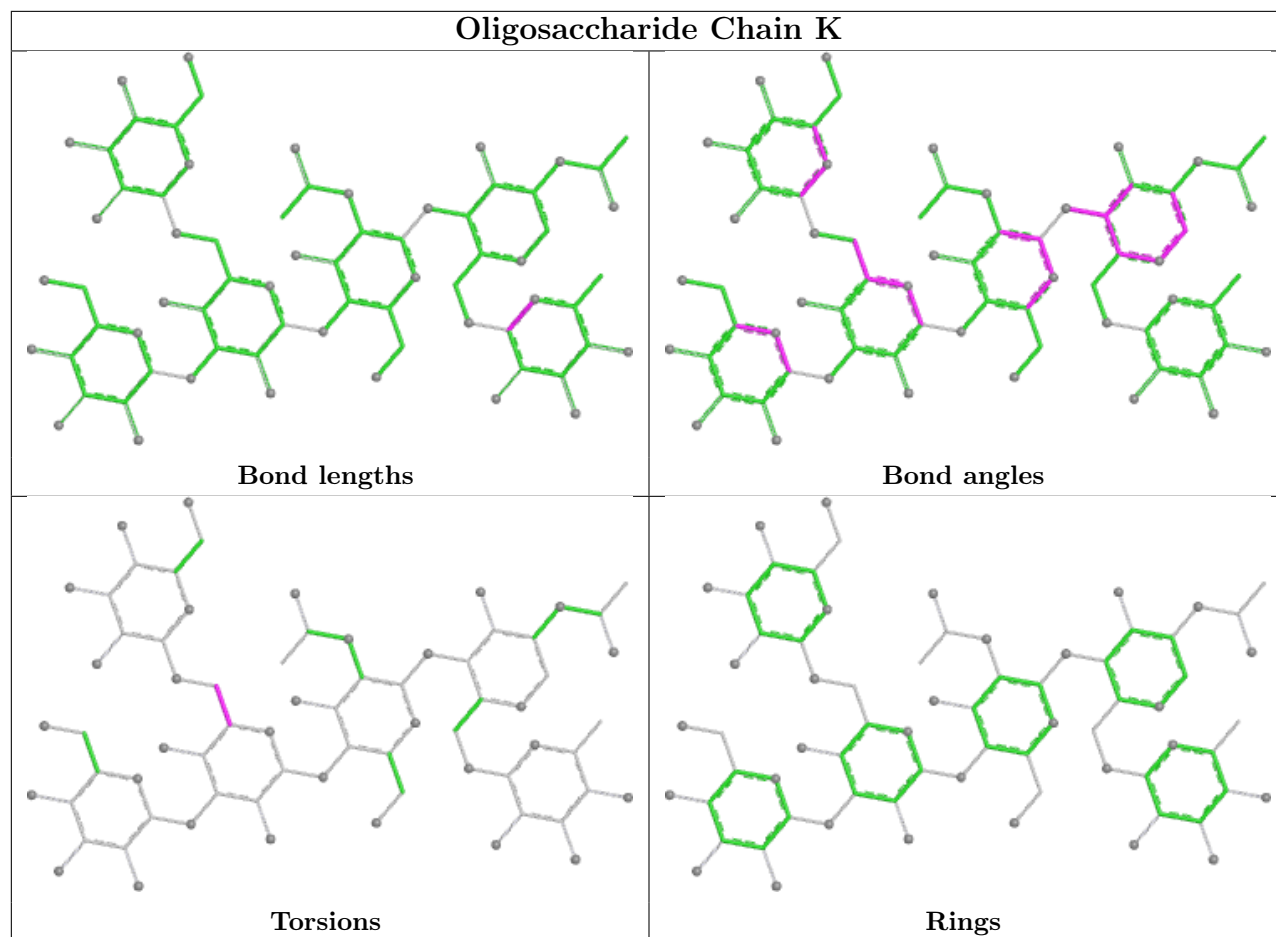 Oligosaccharide Chain K
Bond lengths
Bond angles
Torsions
Rings